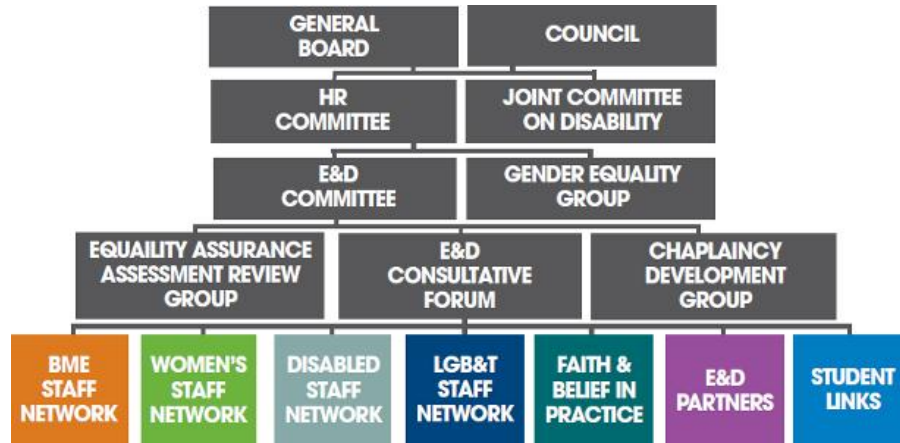 GENERAL
BOARD
COUNCIL
HR
COMMITTEE
JOINT COMMITTEE
ON DISABILITY
E&D
COMMITTEE
GENDER EQUALITY
GROUP
EQUAILITY ASSURANCE
ASSESSMENT REVIEW
GROUP
E&D
CONSULTATIVE
FORUM
CHAPLAINCY
DEVELOPMENT
GROUP
BME
STAFF
NETWORK
WOMEN'S
STAFF
NETWORK
DISABLED
STAFF
NETWORK
LGB&T
STAFF
NETWORK
FAITH &
BELIEF IN
PRACTICE
E&D
PARTNERS
STUDENT
LINKS